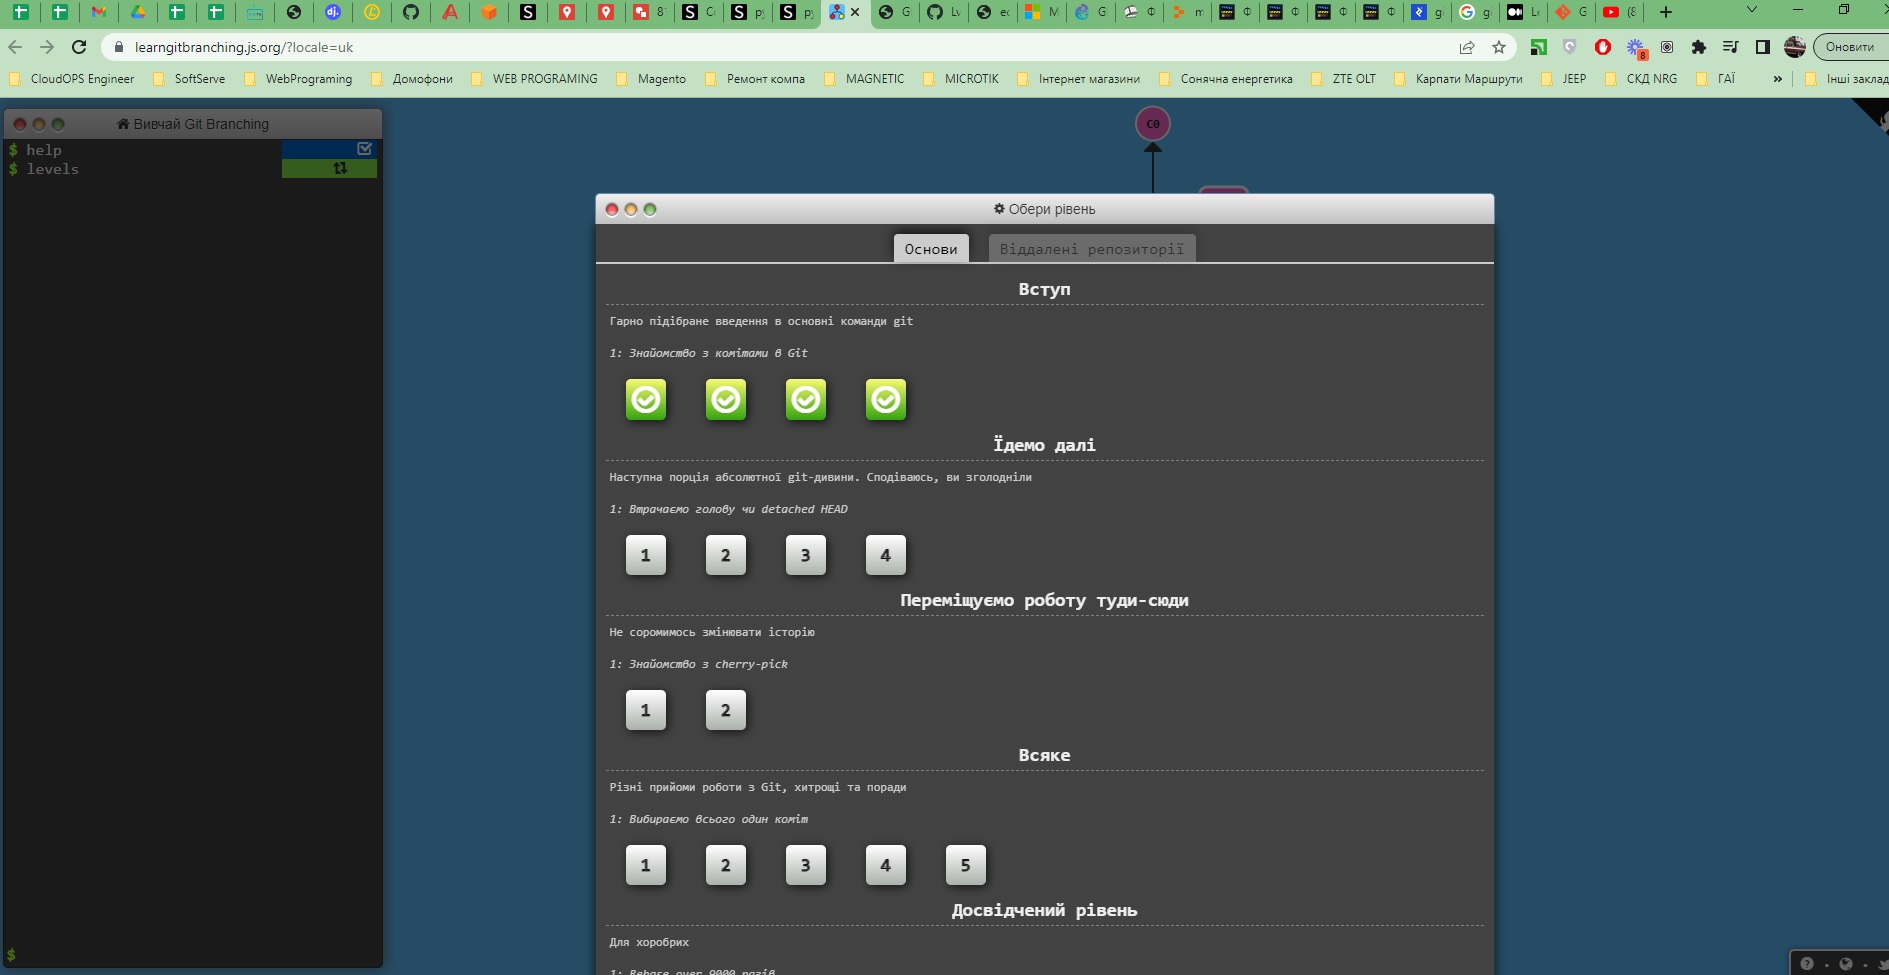 learngitbranching.js.org/?locale=uk
8
Оновити
CloudOPS Engineer SoftServe WebPrograming Домофони WEB PROGRAMING Magento Ремонт компа MAGNETIC MICROTIK Інтернет магазини Сонячна енергетика ZTE OLT Карпати Маршрути JEEP СКД NRG ГАЇ » Інші заклад
Вивчай Git Branching
$ help
$ levels
$
C0
Обери рівень
Основи Віддалені репозиторії
Вступ
Гарно підібране введення в основні команди git
1: Знайомство з комітами в Git
Їдемо далі
Наступна порція абсолютної git-дивини. Сподіваюсь, ви зголодніли
1: Втрачаємо голову чи detached HEAD
1 2 3 4
Переміщуємо роботу туди-сюди
Не соромимось змінювати історію
1: Знайомство з cherry-pick
1 2
Всяке
Різні прийоми роботи з Git, хитрощі та поради
1: Вибираємо всього один коміт
1 2 3 4 5
Досвідчений рівень
Для хоробрих
1: Rebase over 9000 разів